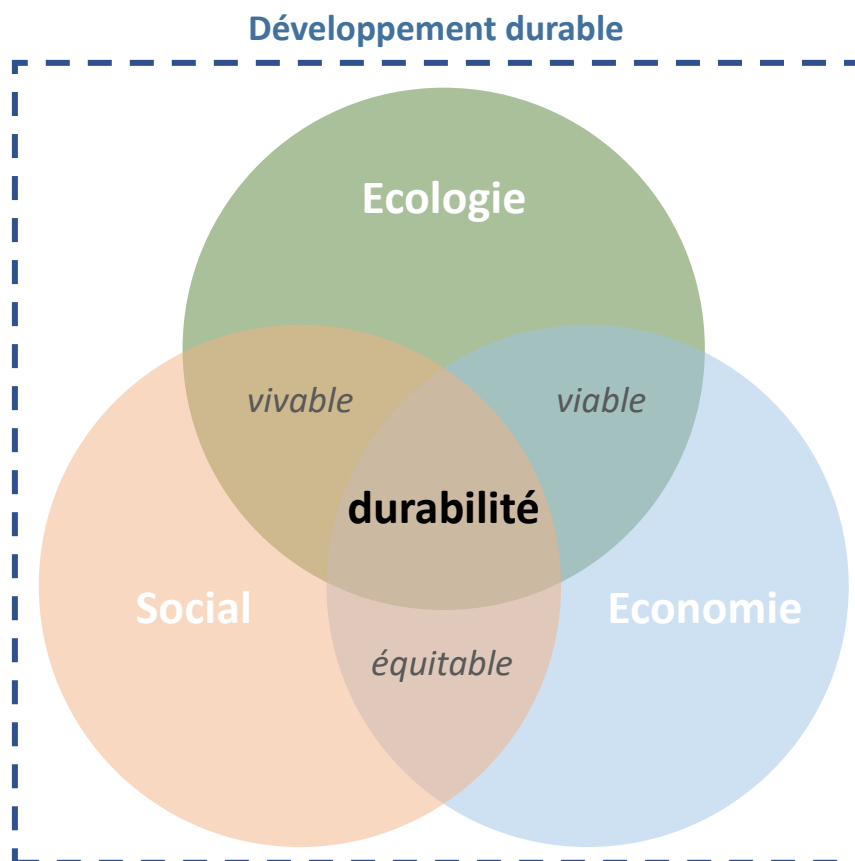 Développement durable
Ecologie
vivable
viable
durabilité
Social
Economie
équitable